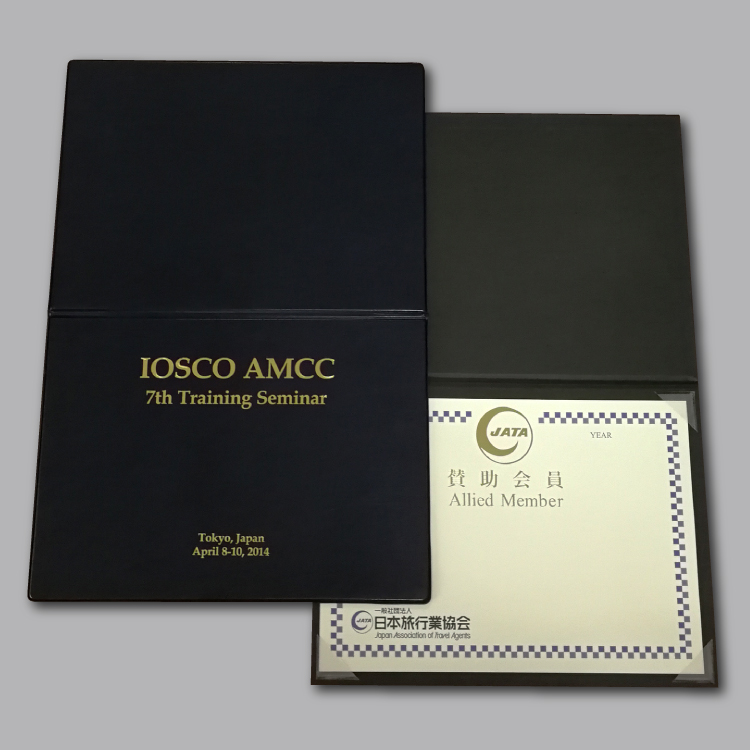 IOSCO AMCC
7th Training Seminar
Tokyo, Japan
April 8-10, 2014
JATA
YEAR
賛助会員
Allied Member
一般社団法人
JATA
日本旅行業協会
Japan Association of Travel Agents